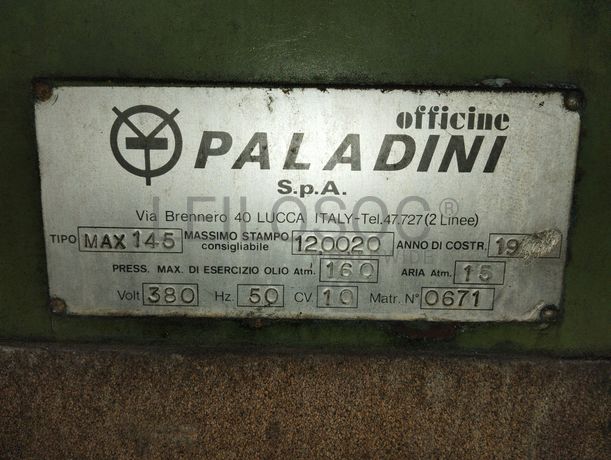 officine
PALADINI
S.p.A.
Via Brennero 40 LUCCA ITALY-Tel.47.727(2 Linee)
TIPO MAX 145 MASSIMO STAMPO consigliabile 120020 ANNO DI COSTR. 19
PRESS. MAX. DI ESERCIZIO OLIO Atm. 160 ARIA Atm. 15
Volt 380 Hz. 50 CV. 10 Matr. N° 0671
LEILOSOC ®